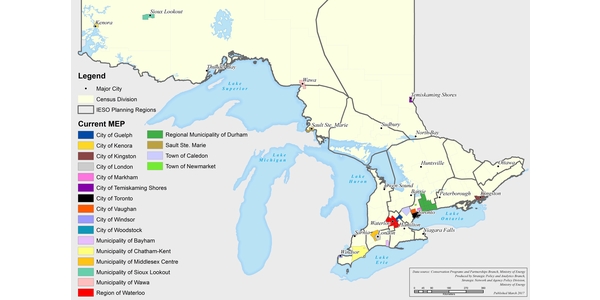 Sioux Lookout
Kenora
Thunder Bay
Legend
Major City
Census Division
IESO Planning Regions
Current MEP
City of Guelph
City of Kenora
City of Kingston
City of London
City of Markham
City of Temiskaming Shores
City of Toronto
City of Vaughan
City of Windsor
City of Woodstock
Municipality of Bayham
Municipality of Chatham-Kent
Municipality of Middlesex Centre
Municipality of Sioux Lookout
Municipality of Wawa
Region of Waterloo
Regional Municipality of Durham
Sault Ste. Marie
Town of Caledon
Town of Newmarket
Lake
Superior
Wawa
Temiskaming Shores
Sault Ste. Marie
Sudbury
North Bay
Lake
Michigan
Lake
Huron
Huntsville
Ottawa
Owen Sound
Barrie
Peterborough
Kingston
Toronto
Lake
Ontario
Waterloo
Hamilton
Niagara Falls
London
Windsor
Lake
Erie
Data source: Conservation Programs and Partnerships Branch, Ministry of Energy
Produced by Strategic Policy and Analytics Branch
Strategic Network and Agency Policy Division
Ministry of Energy
Published March 2017